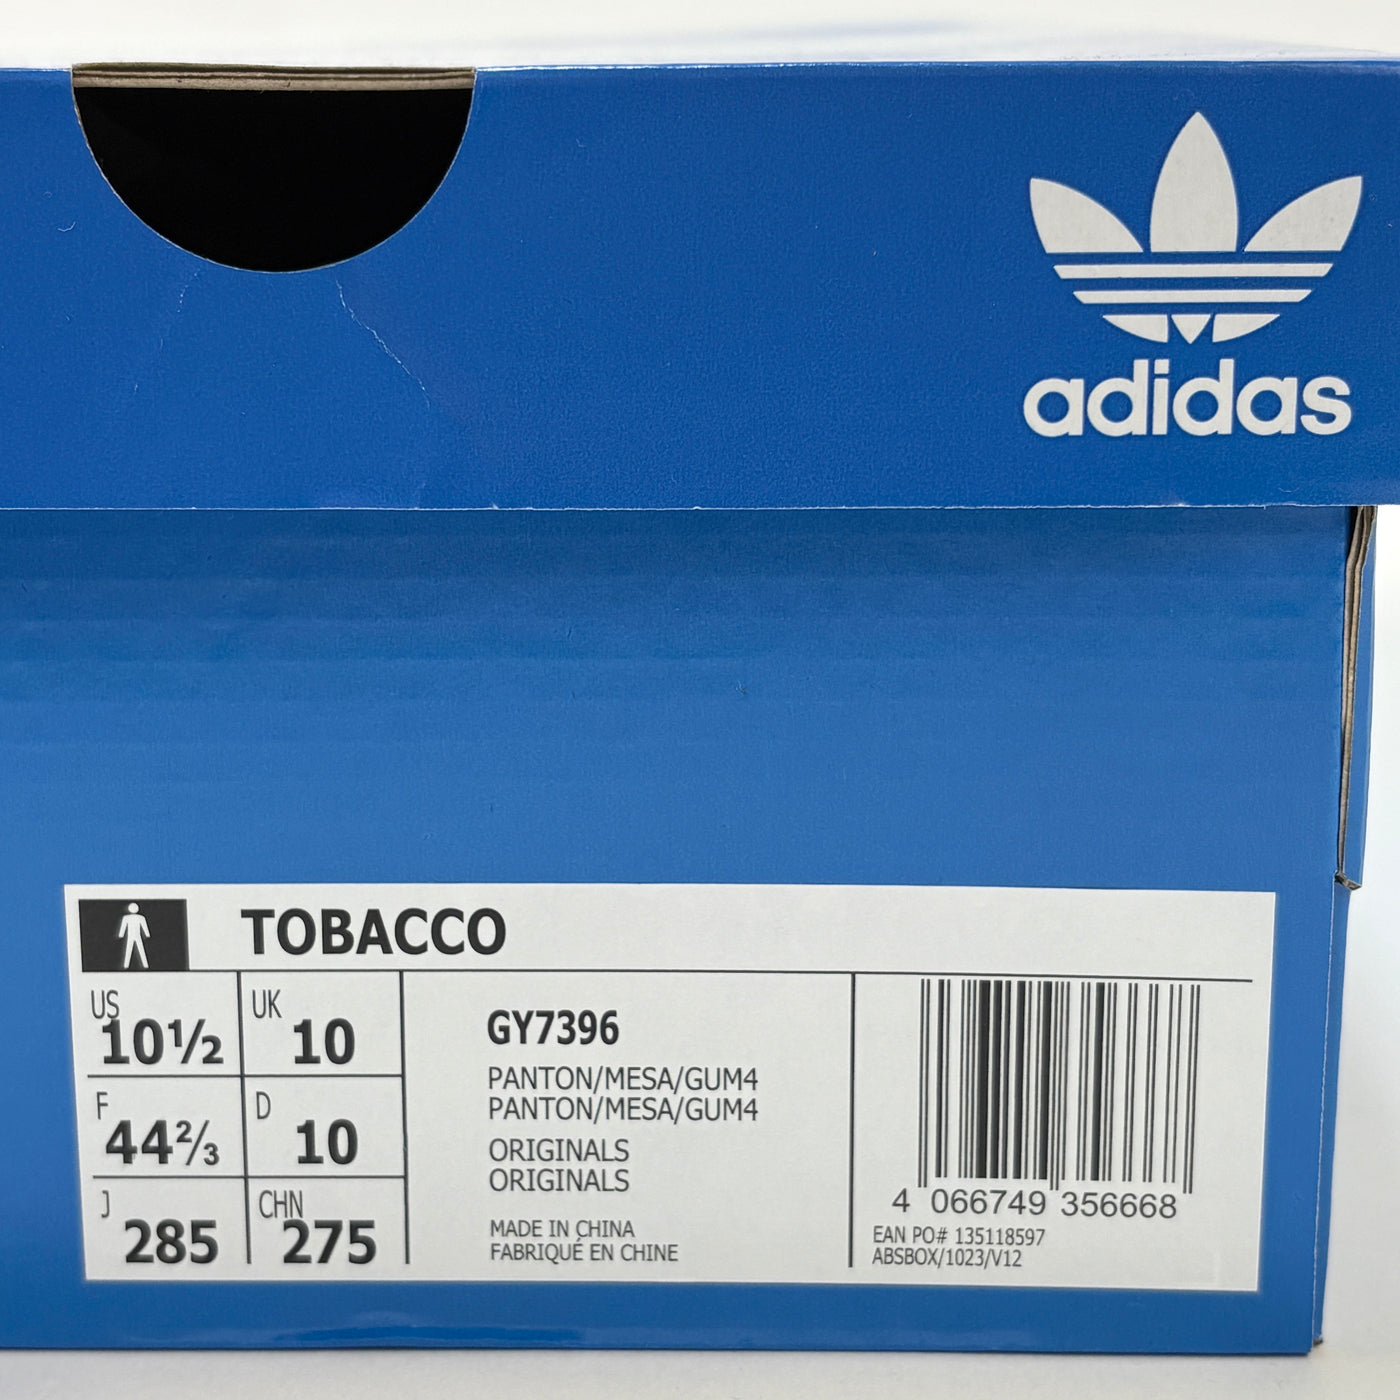 adidas
TOBACCO
US
10½
UK
10
F
44⅔
D
10
J
285
CHN
275
GY7396
PANTON/MESA/GUM4
PANTON/MESA/GUM4
ORIGINALS
ORIGINALS
MADE IN CHINA
FABRIQUÉ EN CHINE
4 066749 356668
EAN PO# 135118597
ABSBOX/1023/V12